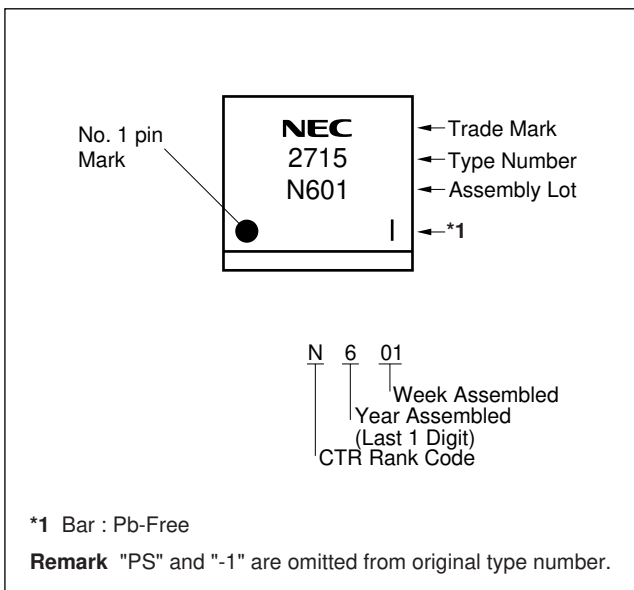 No. 1 pin
Mark
NEC
2715
N601
Trade Mark
Type Number
Assembly Lot
*1
N 6 01
Week Assembled
Year Assembled
(Last 1 Digit)
CTR Rank Code
*1 Bar : Pb-Free
Remark "PS" and "-1" are omitted from original type number.